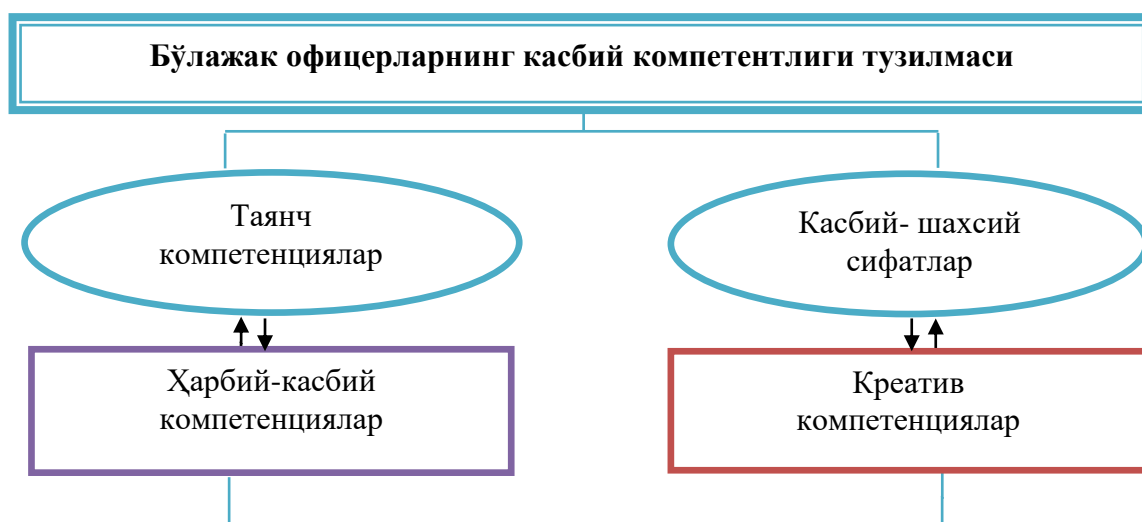 Бўлажак офицерларнинг касбий компетентлиги тузилмаси
Таянч
компетенциялар
Касбий- шахсий
сифатлар
Ҳарбий-касбий
компетенциялар
Креатив
компетенциялар